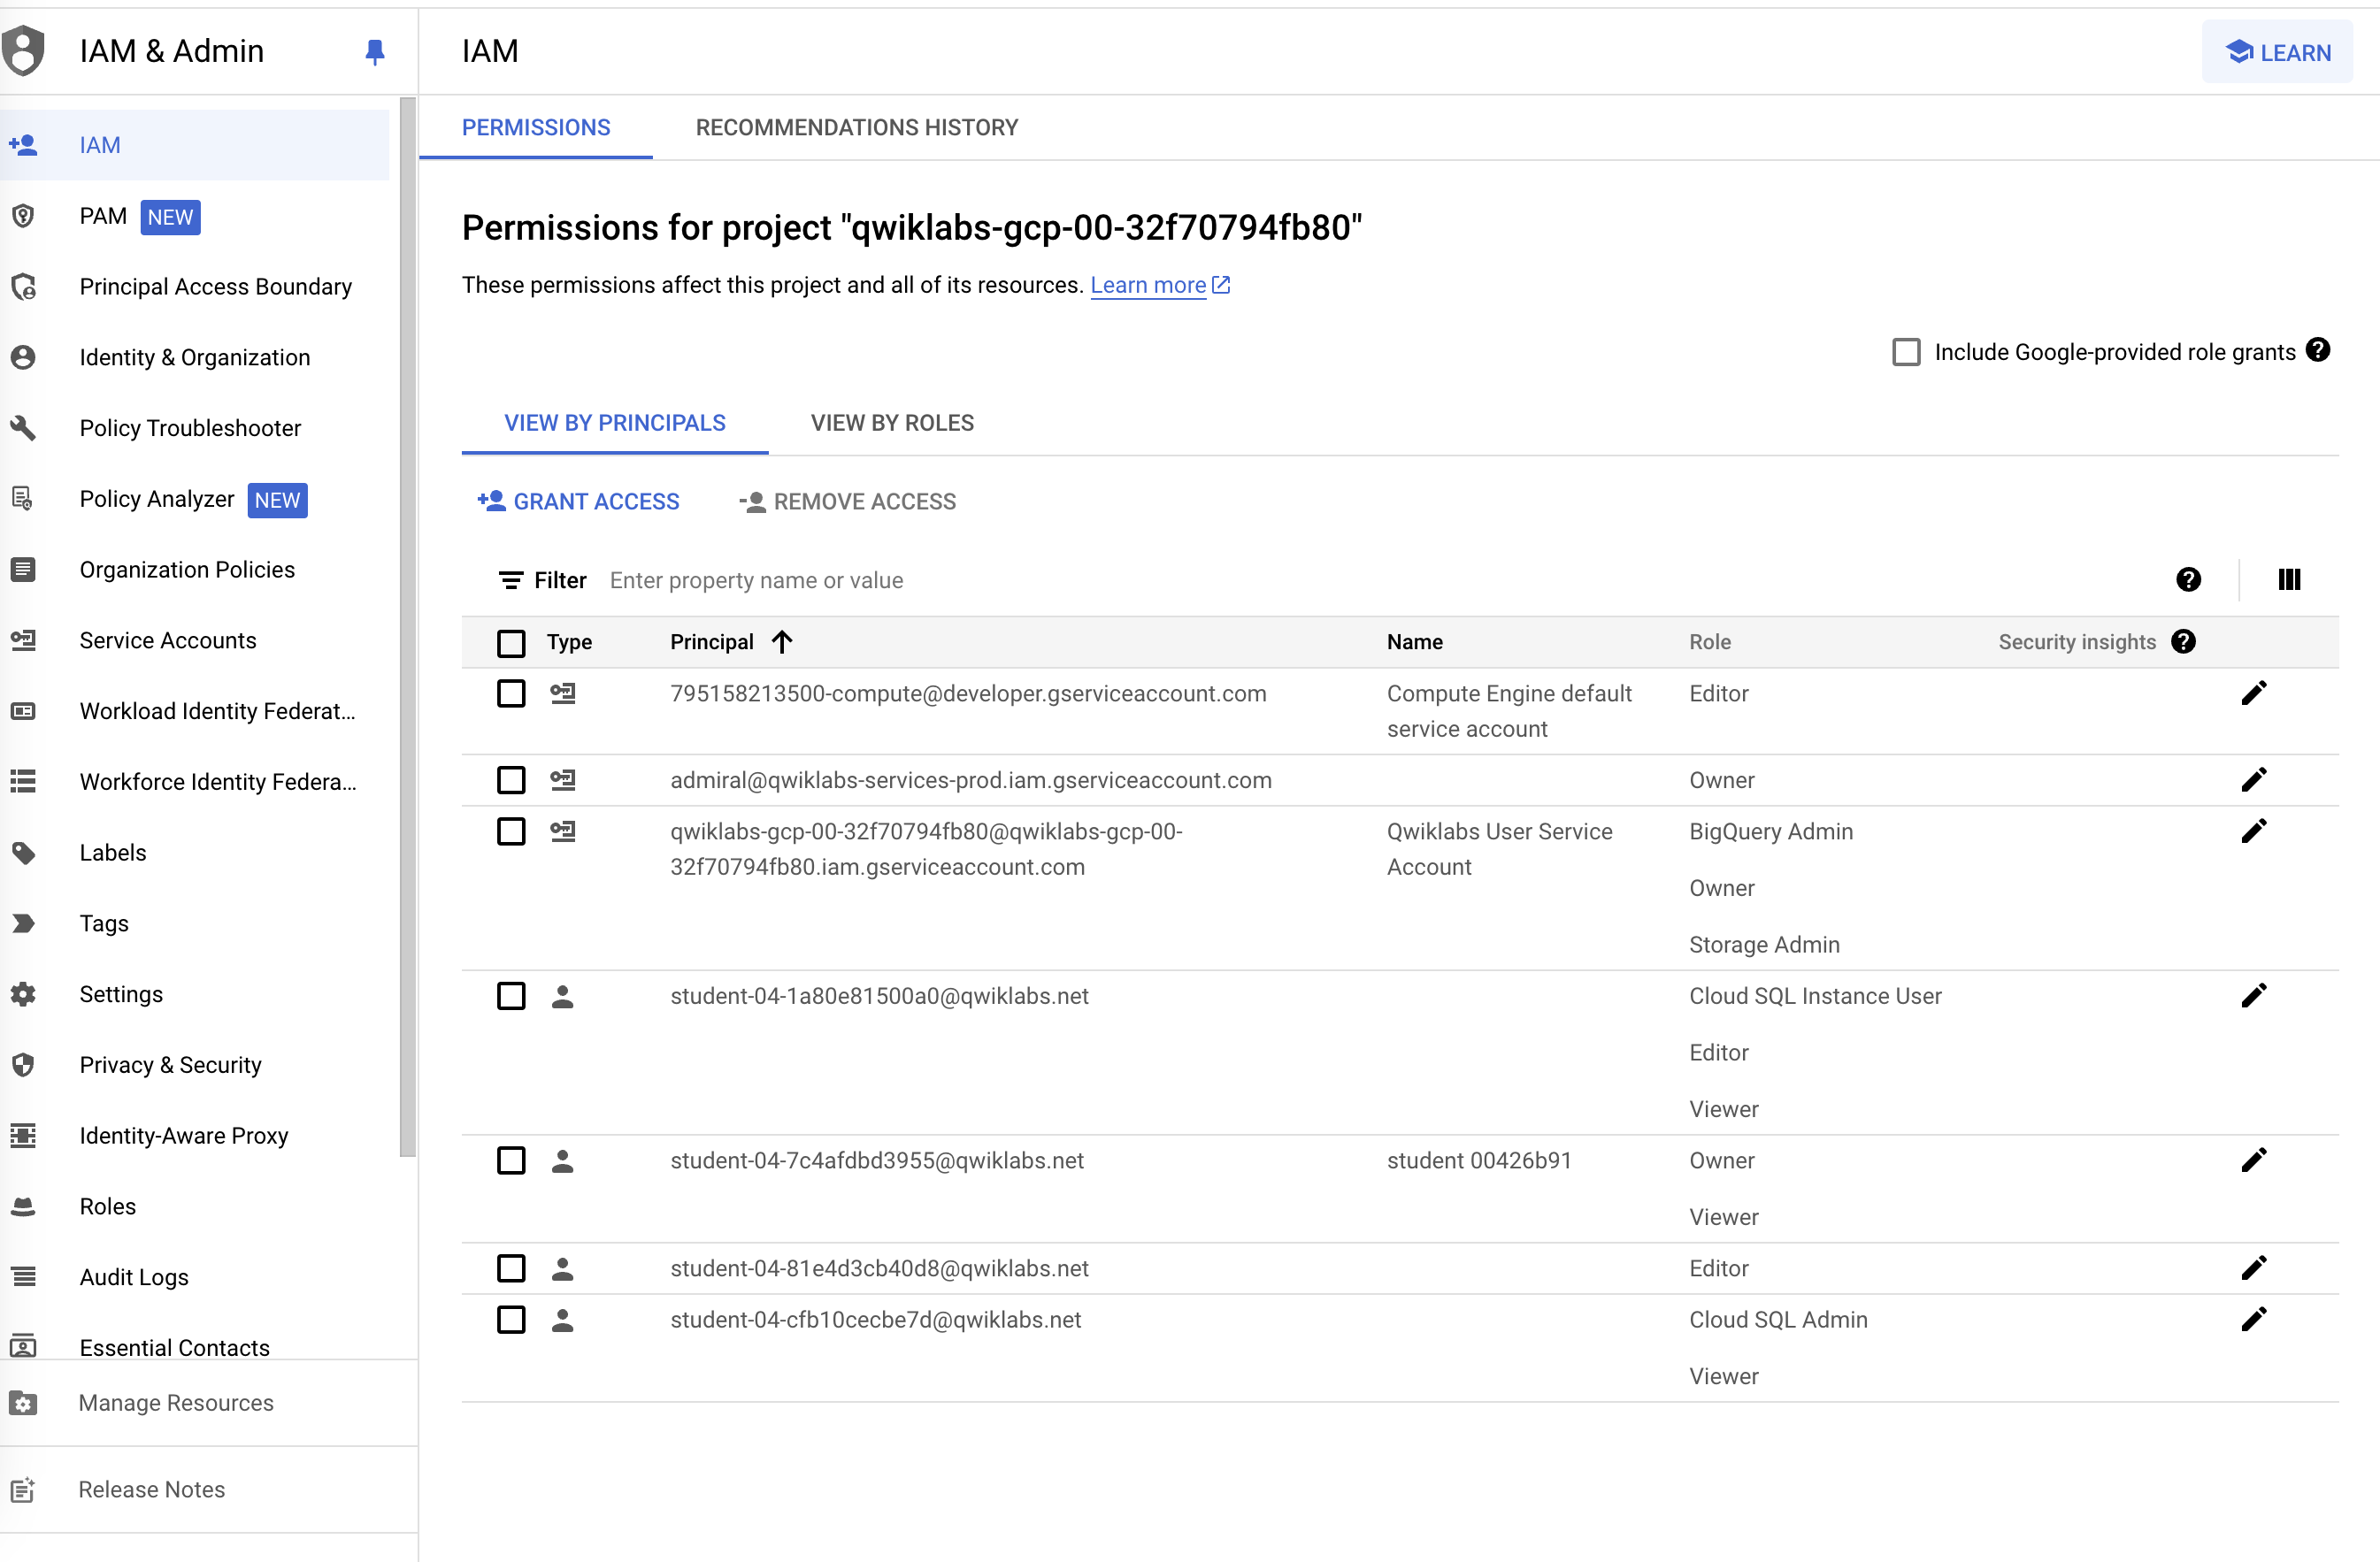 IAM & Admin
IAM
LEARN
IAM
PAM NEW
Principal Access Boundary
Identity & Organization
Policy Troubleshooter
Policy Analyzer NEW
Organization Policies
Service Accounts
Workload Identity Federat...
Workforce Identity Federa...
Labels
Tags
Settings
Privacy & Security
Identity-Aware Proxy
Roles
Audit Logs
Essential Contacts
Manage Resources
Release Notes
PERMISSIONS RECOMMENDATIONS HISTORY
Permissions for project "qwiklabs-gcp-00-32f70794fb80"
These permissions affect this project and all of its resources. Learn more
Include Google-provided role grants
VIEW BY PRINCIPALS VIEW BY ROLES
GRANT ACCESS REMOVE ACCESS
Filter Enter property name or value
Type Principal Name Role Security insights
795158213500-compute@developer.gserviceaccount.com Compute Engine default Editor
service account
admiral@qwiklabs-services-prod.iam.gserviceaccount.com Owner
qwiklabs-gcp-00-32f70794fb80@qwiklabs-gcp-00- Qwiklabs User Service BigQuery Admin
32f70794fb80.iam.gserviceaccount.com Account
Owner
Storage Admin
student-04-1a80e81500a0@qwiklabs.net Cloud SQL Instance User
Editor
Viewer
student-04-7c4afdbd3955@qwiklabs.net student 00426b91 Owner
Viewer
student-04-81e4d3cb40d8@qwiklabs.net Editor
student-04-cfb10cecbe7d@qwiklabs.net Cloud SQL Admin
Viewer